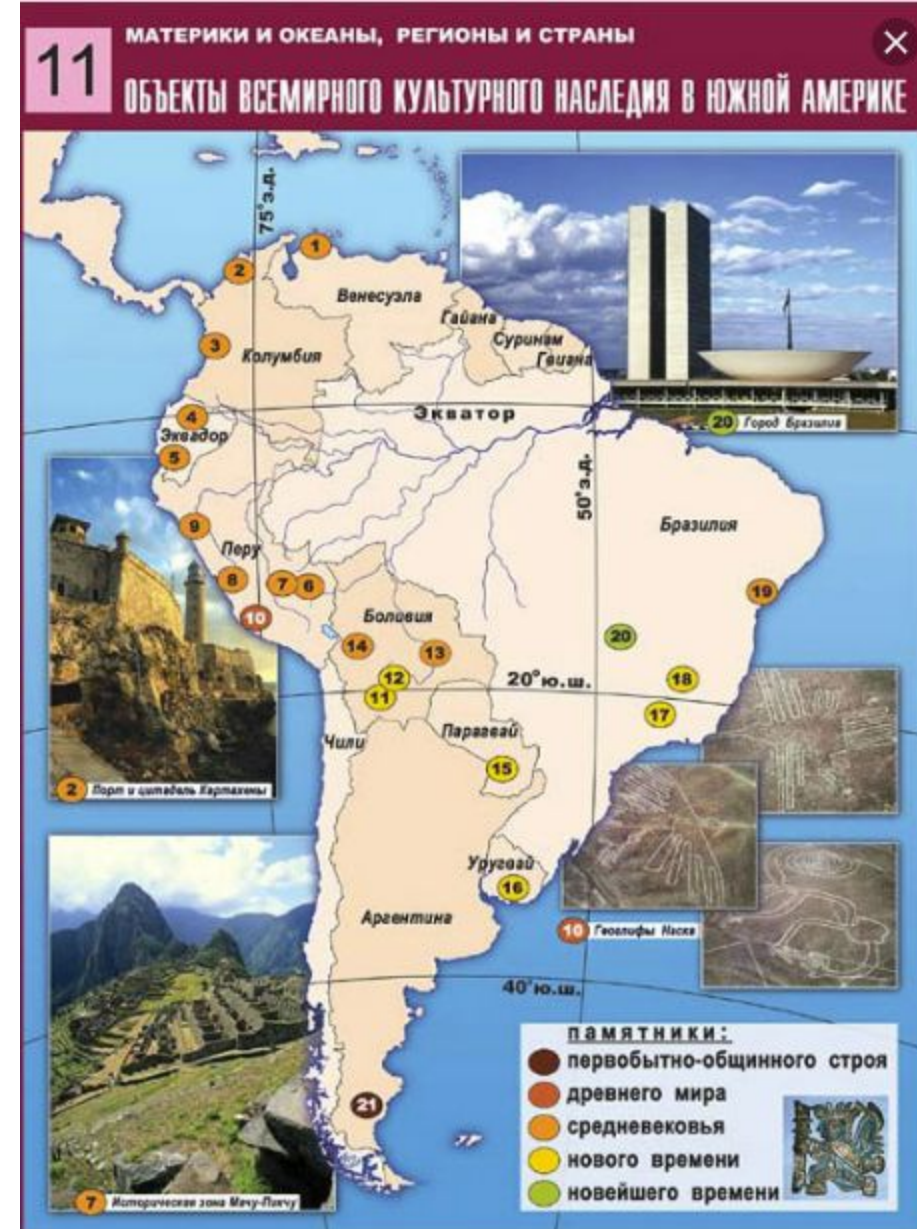 11
МАТЕРИКИ И ОКЕАНЫ, РЕГИОНЫ И СТРАНЫ
ОБЪЕКТЫ ВСЕМИРНОГО КУЛЬТУРНОГО НАСЛЕДИЯ В ЮЖНОЙ АМЕРИКЕ
75°з.д.
1
2
Венесуэла
Гайана
Суринам
Гвиана
3
Колумбия
4
Экватор
20 Город Бразилиа
Эквадор
5
50°з.д.
9
Бразилия
Перу
8
7
6
19
10
Боливия
20
14
13
12
20°ю.ш.
18
11
17
Чили
Парагвай
15
2 Порт и цитадель Картахены
Уругвай
16
Аргентина
10 Геоглифы Наска
40°ю.ш.
памятники:
первобытно-общинного строя
древнего мира
21
средневековья
нового времени
новейшего времени
7 Историческая зона Мачу-Пикчу